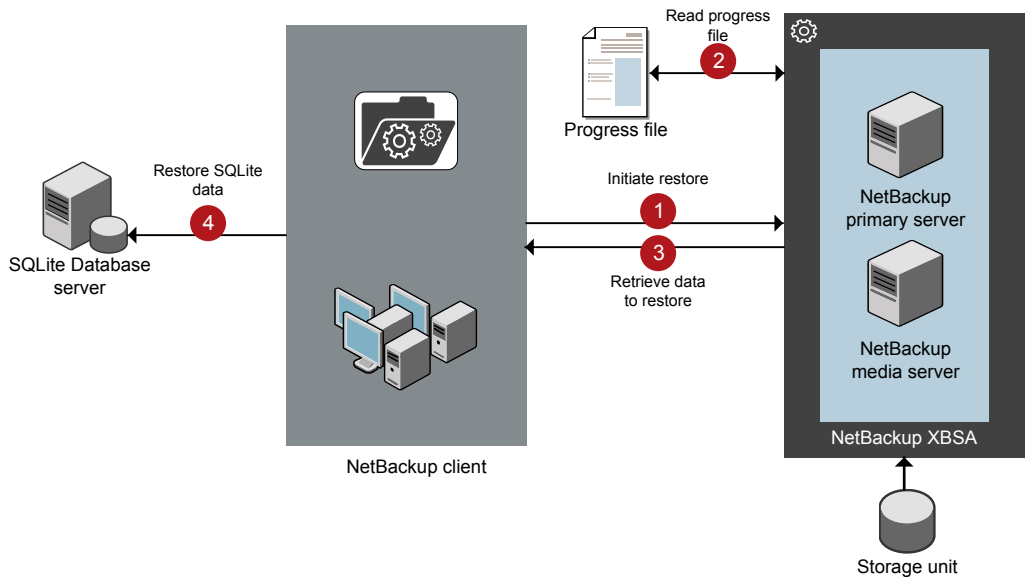 Read progress
file
2
Progress file
Restore SQLite
data
4
SQLite Database
server
Initiate restore
1
3
Retrieve data
to restore
NetBackup
primary server
NetBackup
media server
NetBackup XBSA
NetBackup client
Storage unit